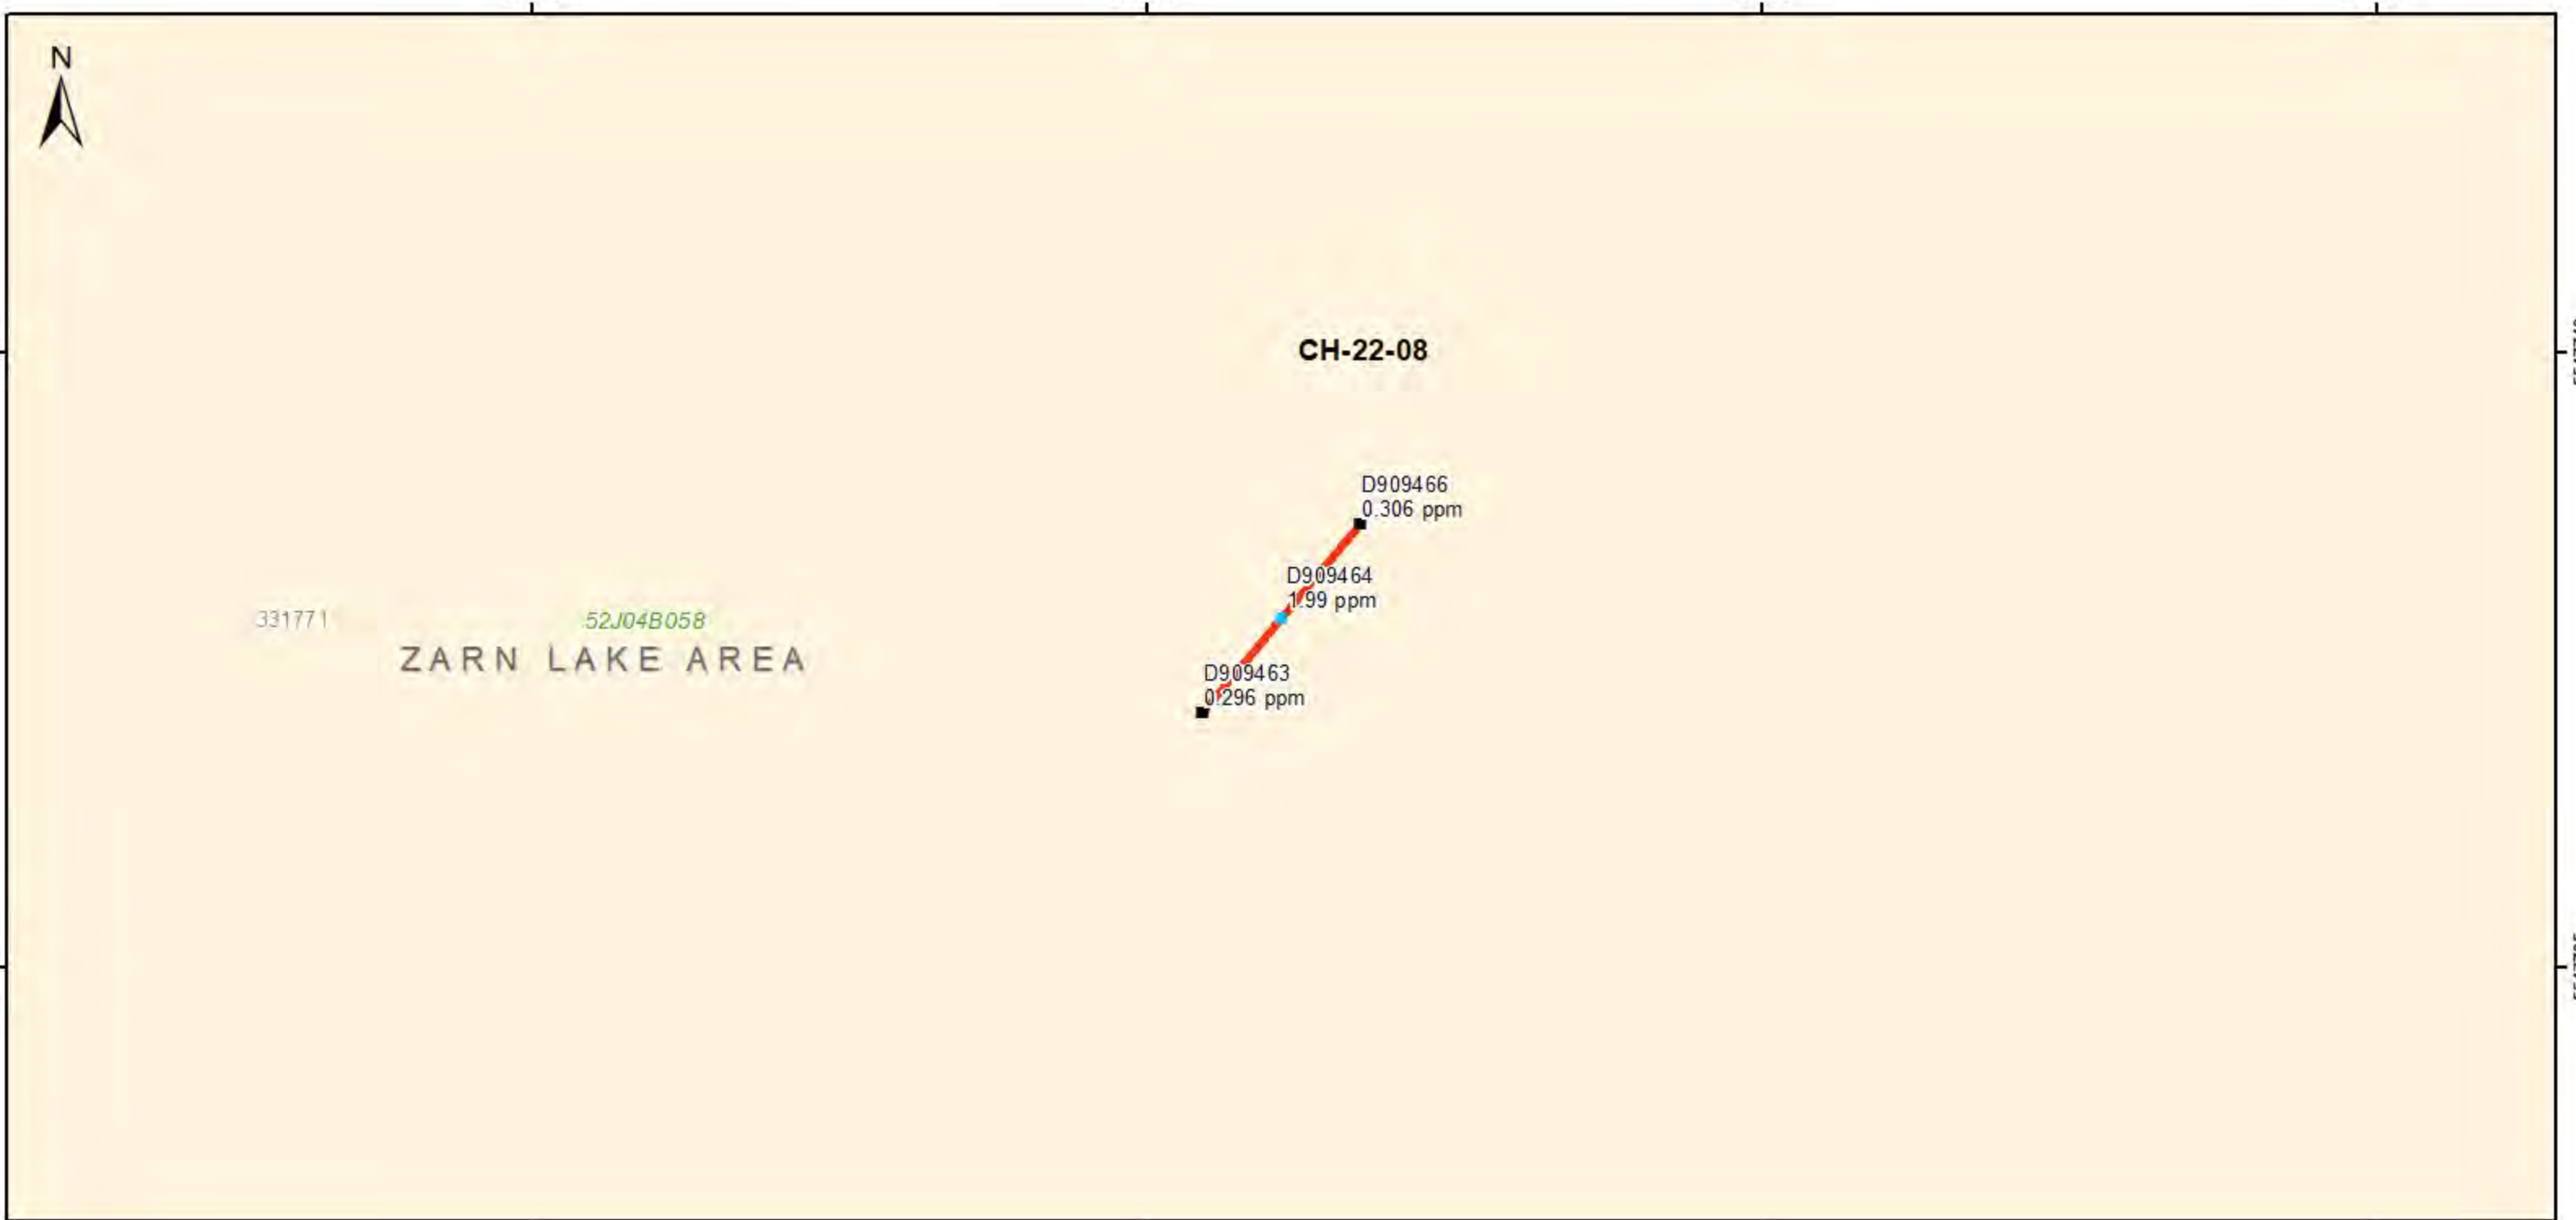 N
CH-22-08
D909466
0.306 ppm
D909464
1.99 ppm
331771
52J04B058
ZARN LAKE AREA
D909463
0.296 ppm